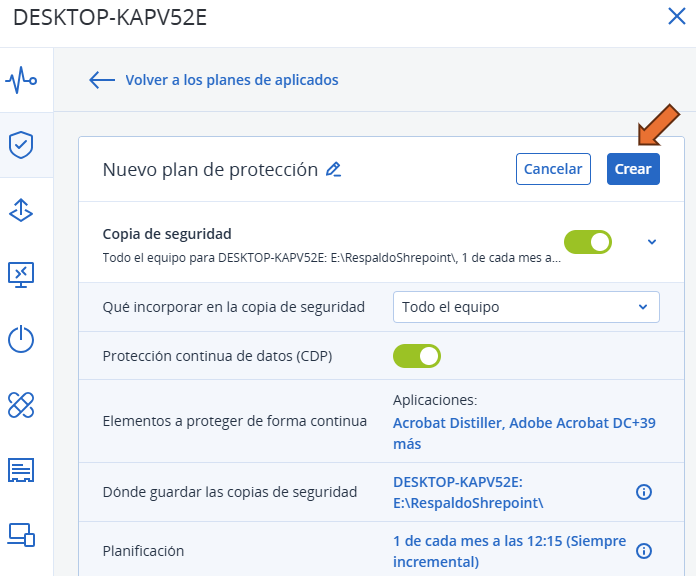 DESKTOP-KAPV52E
Volver a los planes de aplicados
Nuevo plan de protección
Cancelar
Crear
Copia de seguridad
Todo el equipo para DESKTOP-KAPV52E: E:\RespaldoShrepoint\, 1 de cada mes a...
Qué incorporar en la copia de seguridad
Todo el equipo
Protección continua de datos (CDP)
Elementos a proteger de forma continua
Aplicaciones:
Acrobat Distiller, Adobe Acrobat DC+39
más
Dónde guardar las copias de seguridad
DESKTOP-KAPV52E:
E:\RespaldoShrepoint\
Planificación
1 de cada mes a las 12:15 (Siempre
incremental)